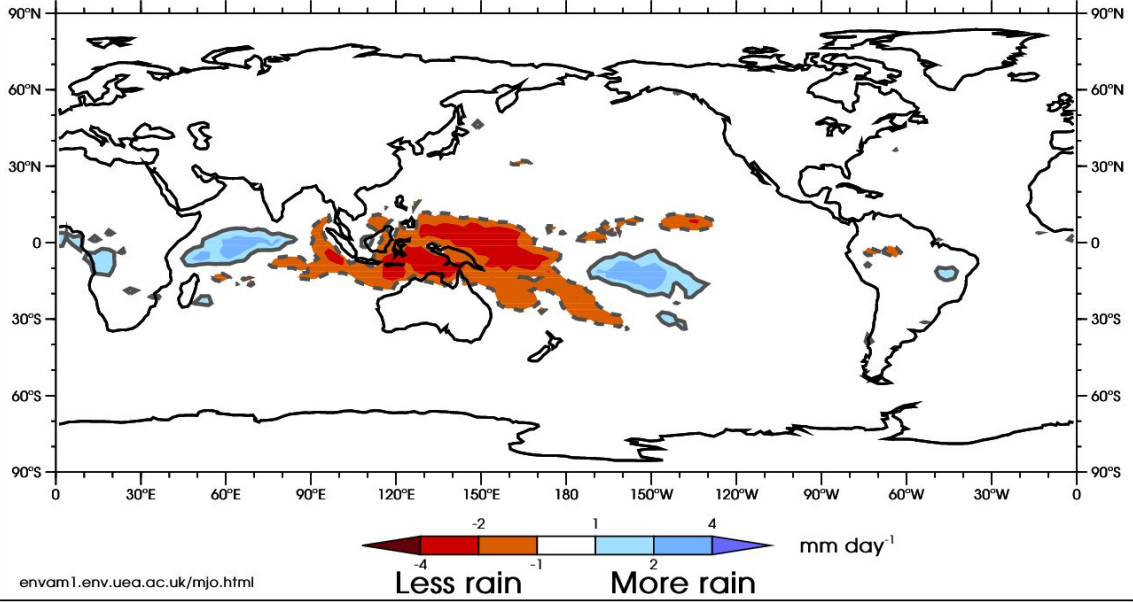 90°N 90°N
60°N 60°N
30°N 30°N
0 0
30°S 30°S
60°S 60°S
90°S 90°S
0 30°E 60°E 90°E 120°E 150°E 180 150°W 120°W 90°W 60°W 30°W 0
-2 1 4
mm day-1
-4 -1 2
Less rain More rain
envam1.env.uea.ac.uk/mjo.html